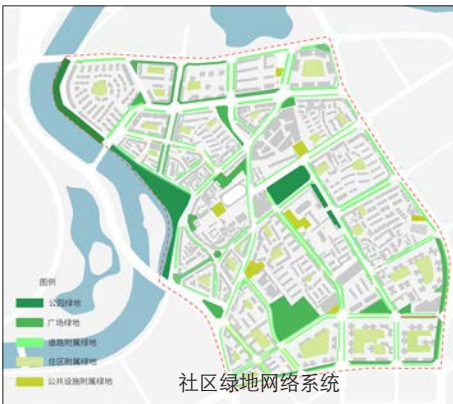 图例
公园绿地
广场绿地
道路附属绿地
住区附属绿地
公共设施附属绿地
社区绿地网络系统